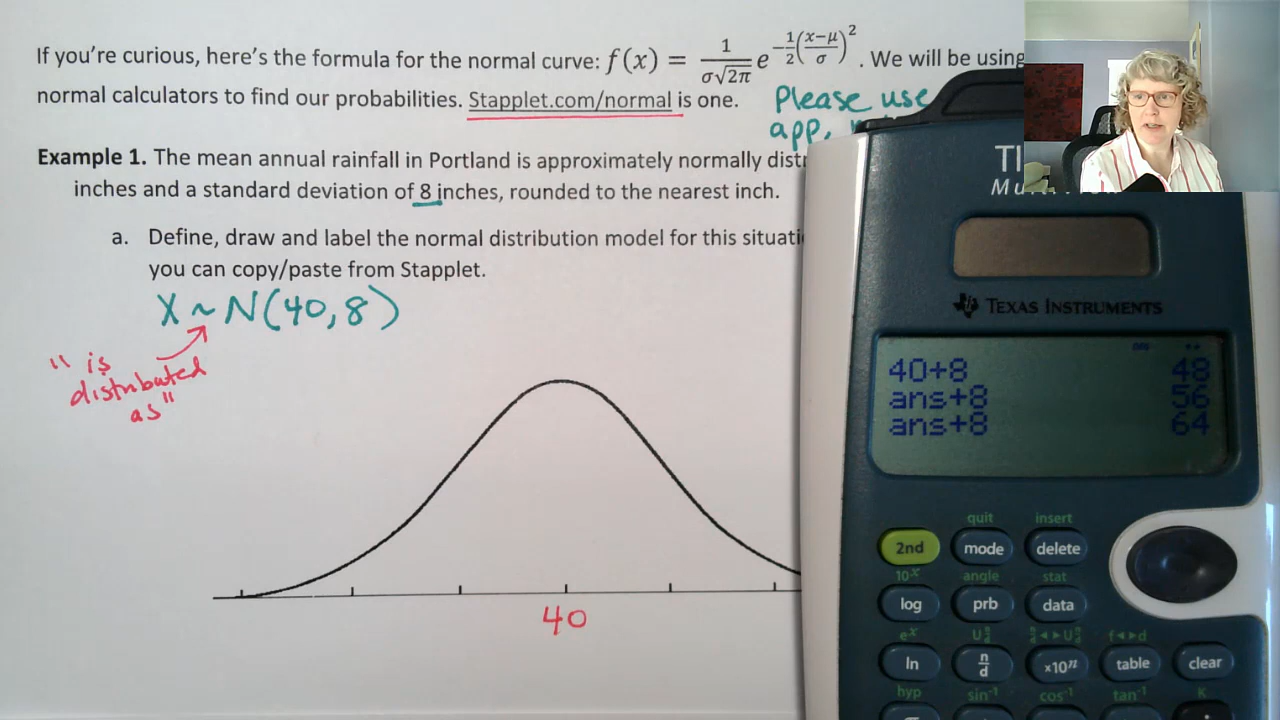 If you're curious, here's the formula for the normal curve: f(x) = 1/(σ√2π) e^(-1/2((x-μ)/σ)^2). We will be using
normal calculators to find our probabilities. Stapplet.com/normal is one.
Please use
app,
Example 1. The mean annual rainfall in Portland is approximately normally
inches and a standard deviation of 8 inches, rounded to the nearest inch.
a. Define, draw and label the normal distribution model for this
you can copy/paste from Stapplet.
X ~ N(40,8)
"is
distributed
as"
40
TEXAS INSTRUMENTS
40+8 48
ans+8 56
ans+8 64
quit insert
2nd mode delete
10^x angle stat
log prb data
e^x f◄►d
ln n/d ×10^n table clear
hyp sin⁻¹ cos⁻¹ tan⁻¹ K